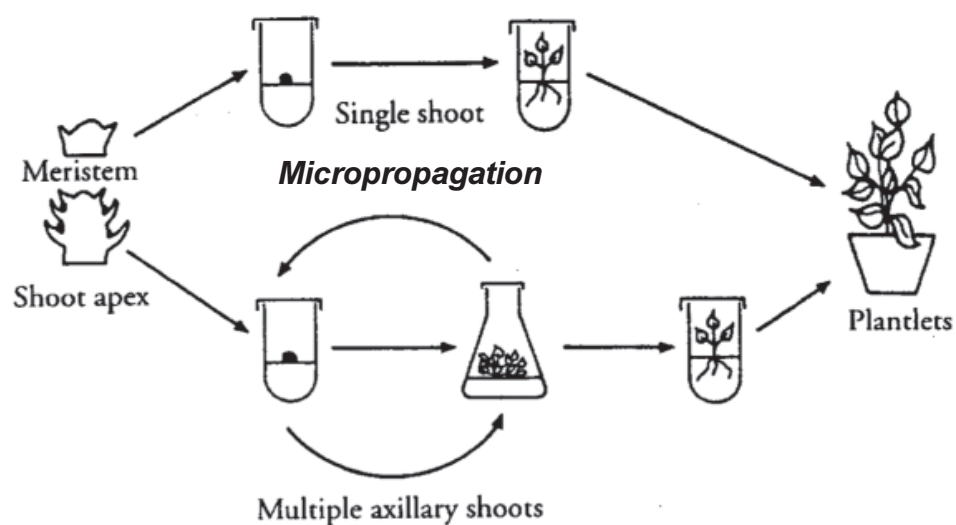 Single shoot
Meristem
Micropropagation
Shoot apex
Plantlets
Multiple axillary shoots